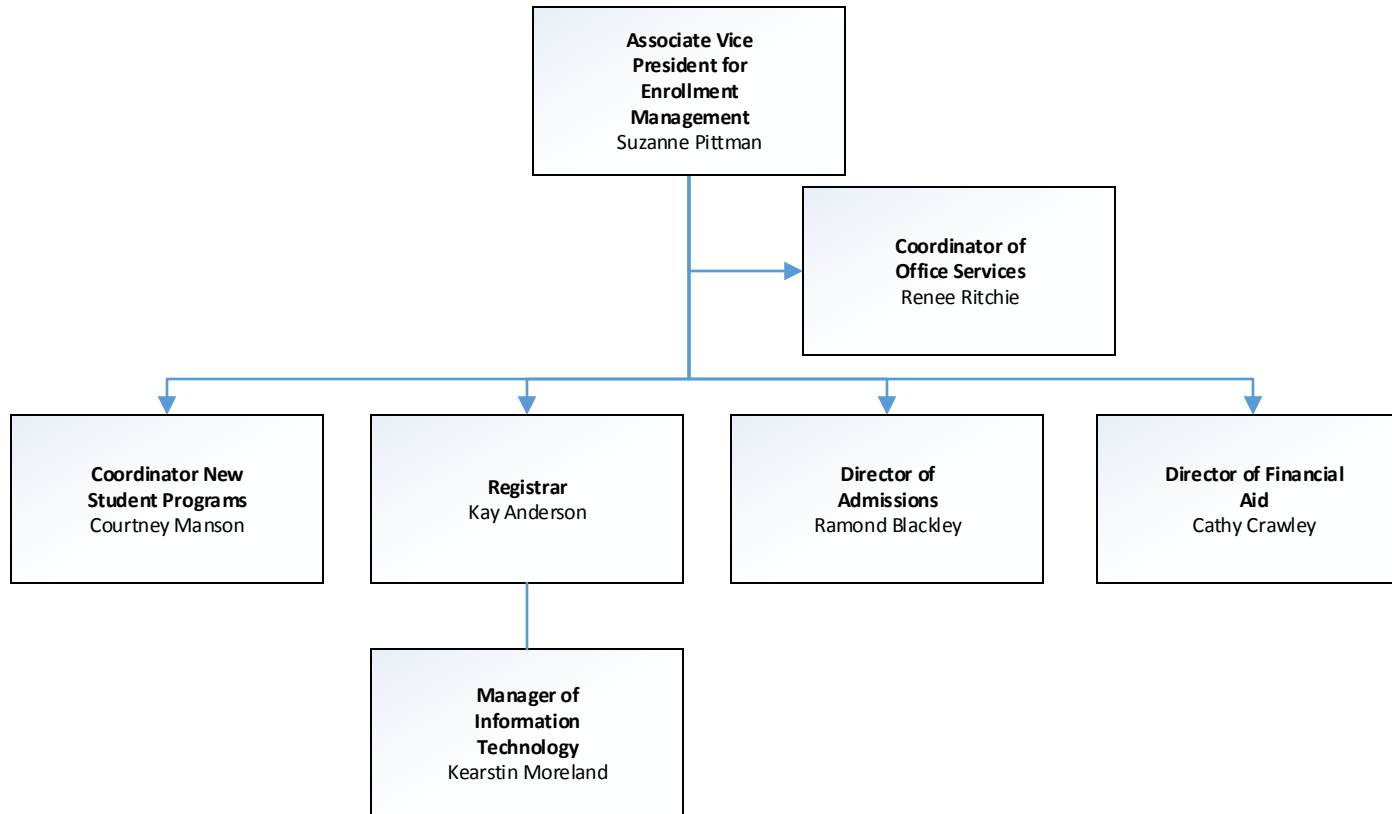 Associate Vice
President for
Enrollment
Management
Suzanne Pittman
Coordinator of
Office Services
Renee Ritchie
Coordinator New
Student Programs
Courtney Manson
Registrar
Kay Anderson
Director of
Admissions
Ramond Blackley
Director of Financial
Aid
Cathy Crawley
Manager of
Information
Technology
Kearstin Moreland